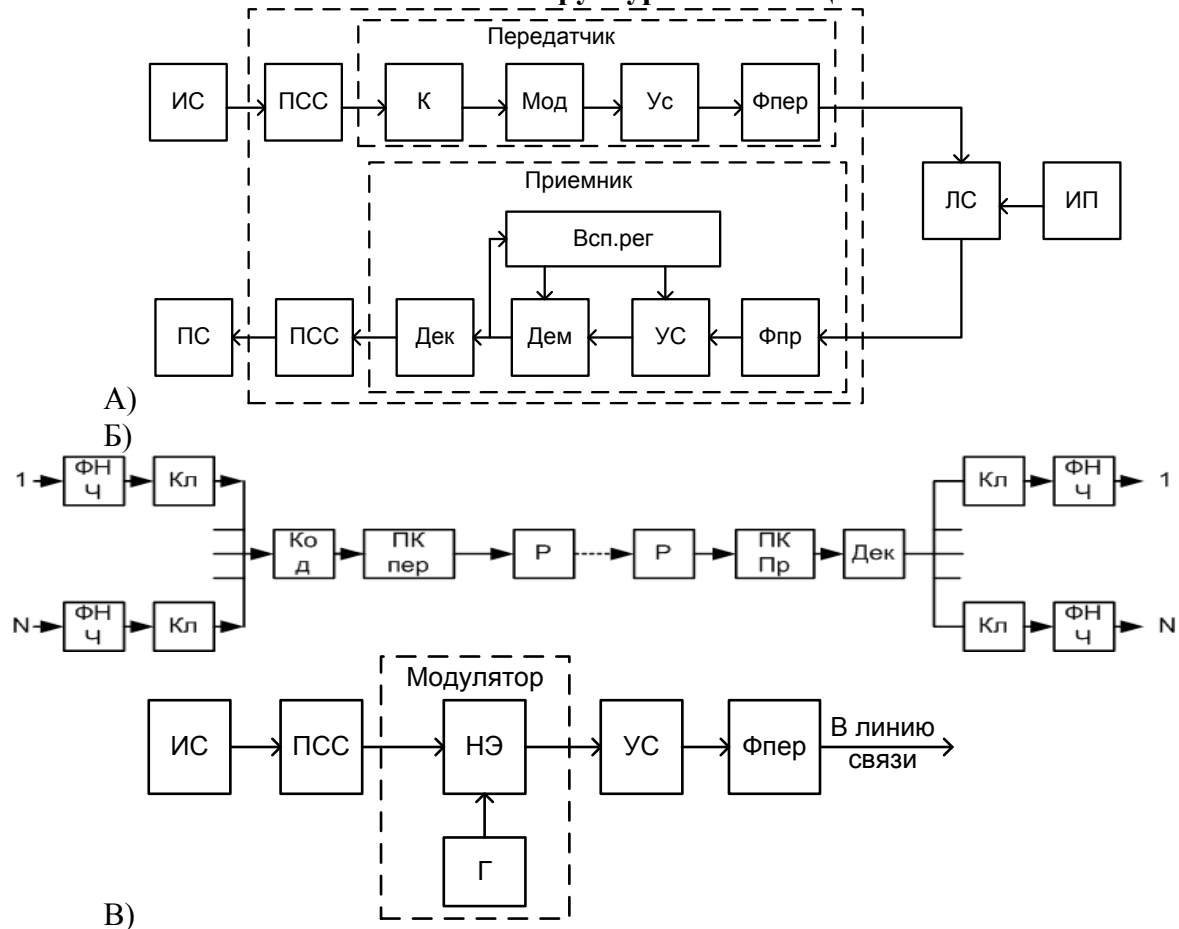 Передатчик
ИС ПСС К Мод Ус Фпер
Приемник
ЛС ИП
Всп.рег
ПС ПСС Дек Дем УС Фпр
А)
Б)
1 ФН Ч Кл Кл ФН Ч 1
Ко д ПК пер Р Р ПК Пр Дек
N ФН Ч Кл Кл ФН Ч N
Модулятор
ИС ПСС НЭ УС Фпер В линию связи
Г
В)